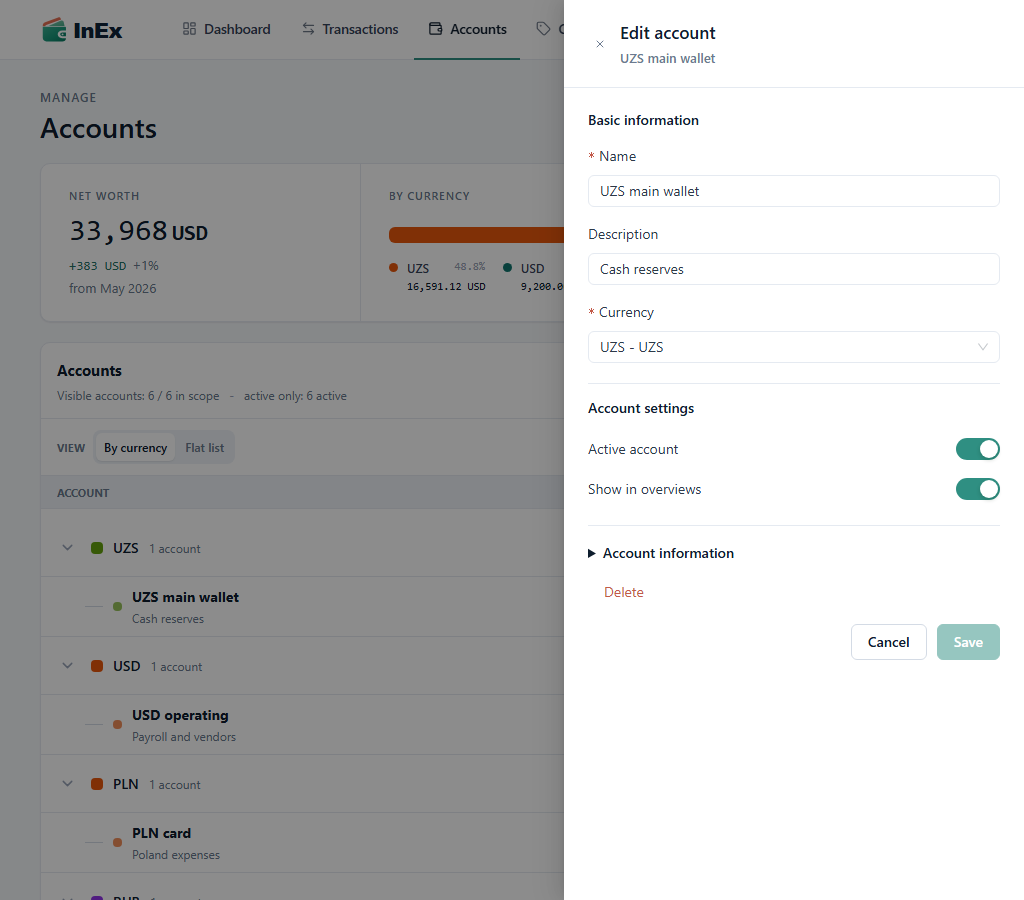 InEx
Dashboard
Transactions
Accounts
MANAGE
Accounts
NET WORTH
33,968 USD
+383 USD +1%
from May 2026
BY CURRENCY
UZS 48.8%
16,591.12 USD
USD
9,200.0
Accounts
Visible accounts: 6 / 6 in scope - active only: 6 active
VIEW By currency Flat list
ACCOUNT
UZS 1 account
UZS main wallet
Cash reserves
USD 1 account
USD operating
Payroll and vendors
PLN 1 account
PLN card
Poland expenses
Edit account
UZS main wallet
Basic information
* Name
UZS main wallet
Description
Cash reserves
* Currency
UZS - UZS
Account settings
Active account
Show in overviews
Account information
Delete
Cancel Save